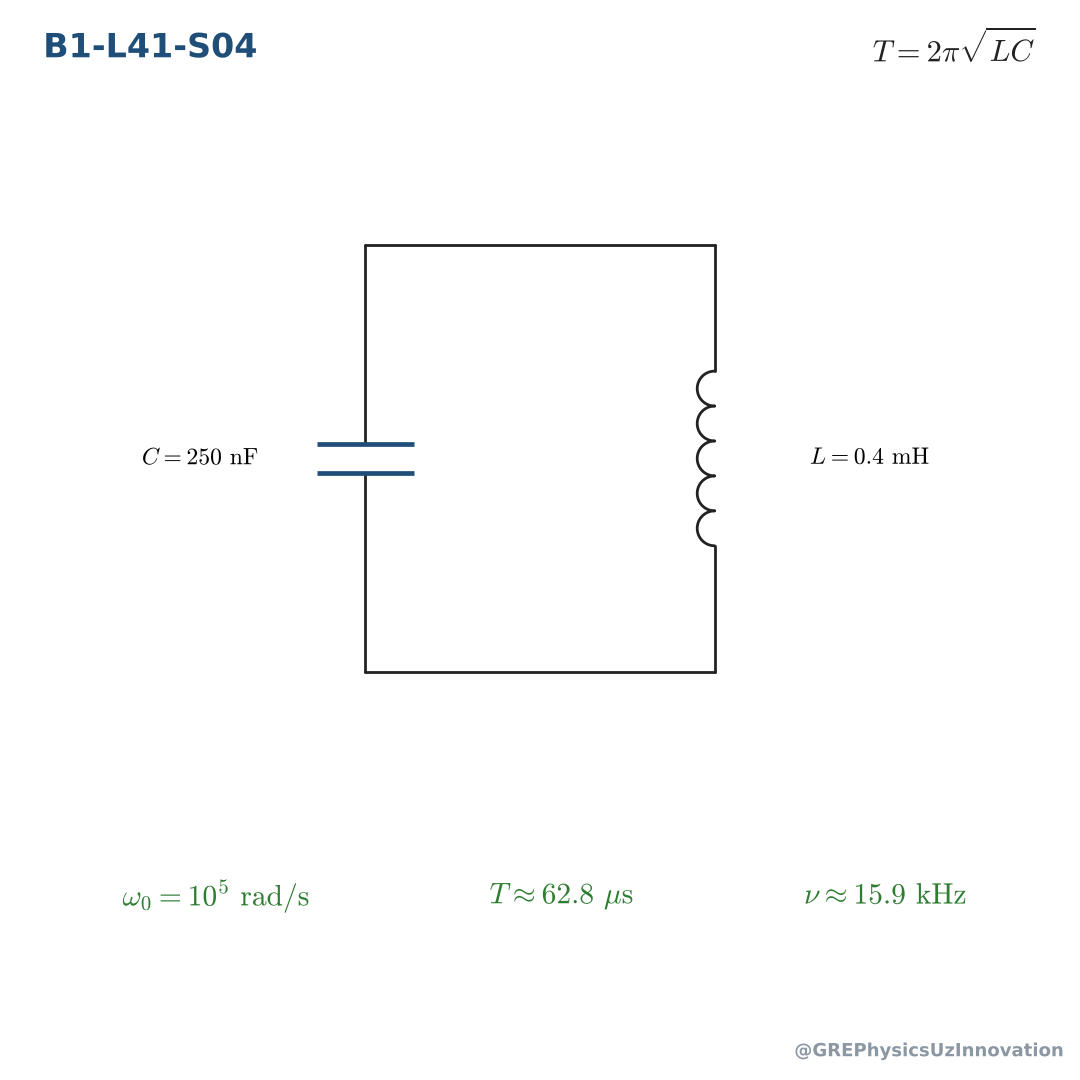 B1-L41-S04
T = 2π√LC
C = 250 nF
L = 0.4 mH
ω₀ = 10⁵ rad/s
T ≈ 62.8 μs
ν ≈ 15.9 kHz
@GREPhysicsUzInnovation